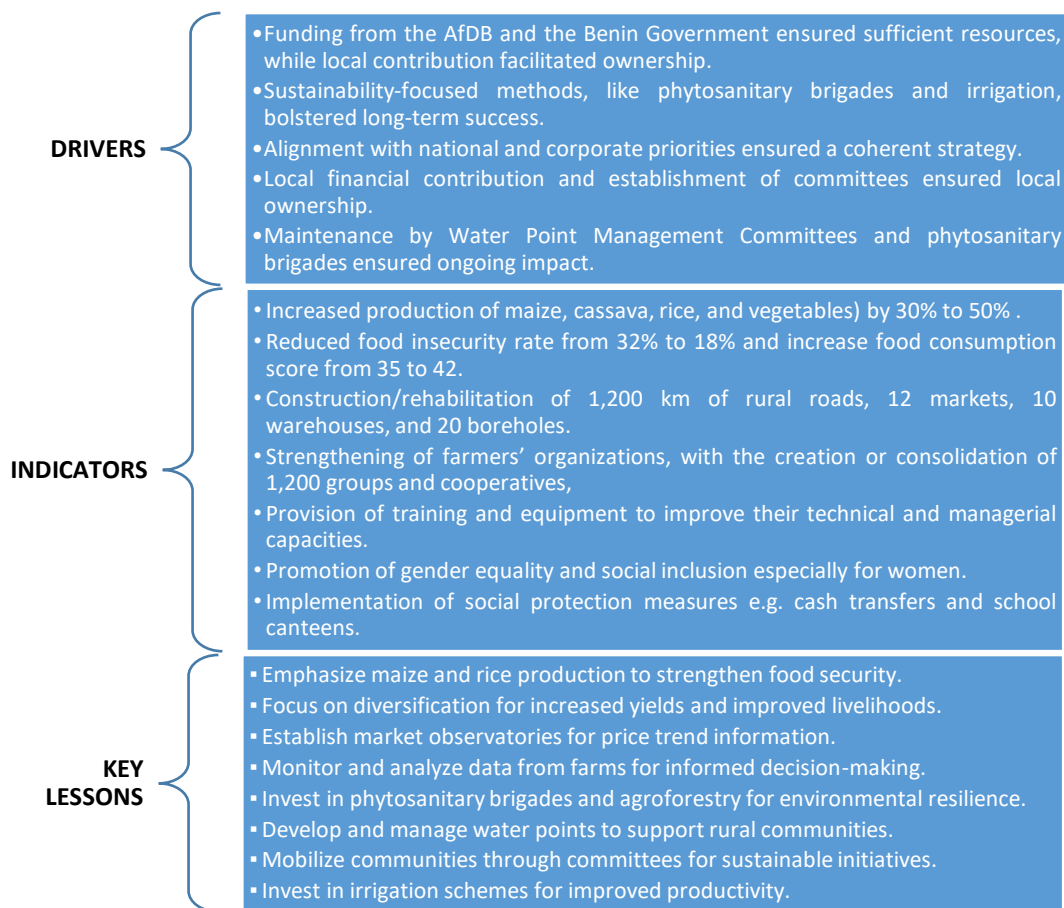 DRIVERS
•Funding from the AfDB and the Benin Government ensured sufficient resources,
while local contribution facilitated ownership.
•Sustainability-focused methods, like phytosanitary brigades and irrigation,
bolstered long-term success.
•Alignment with national and corporate priorities ensured a coherent strategy.
•Local financial contribution and establishment of committees ensured local
ownership.
•Maintenance by Water Point Management Committees and phytosanitary
brigades ensured ongoing impact.
INDICATORS
• Increased production of maize, cassava, rice, and vegetables) by 30% to 50% .
• Reduced food insecurity rate from 32% to 18% and increase food consumption
score from 35 to 42.
• Construction/rehabilitation of 1,200 km of rural roads, 12 markets, 10
warehouses, and 20 boreholes.
• Strengthening of farmers’ organizations, with the creation or consolidation of
1,200 groups and cooperatives,
• Provision of training and equipment to improve their technical and managerial
capacities.
• Promotion of gender equality and social inclusion especially for women.
• Implementation of social protection measures e.g. cash transfers and school
canteens.
KEY
LESSONS
▪ Emphasize maize and rice production to strengthen food security.
▪ Focus on diversification for increased yields and improved livelihoods.
▪ Establish market observatories for price trend information.
▪ Monitor and analyze data from farms for informed decision-making.
▪ Invest in phytosanitary brigades and agroforestry for environmental resilience.
▪ Develop and manage water points to support rural communities.
▪ Mobilize communities through committees for sustainable initiatives.
▪ Invest in irrigation schemes for improved productivity.